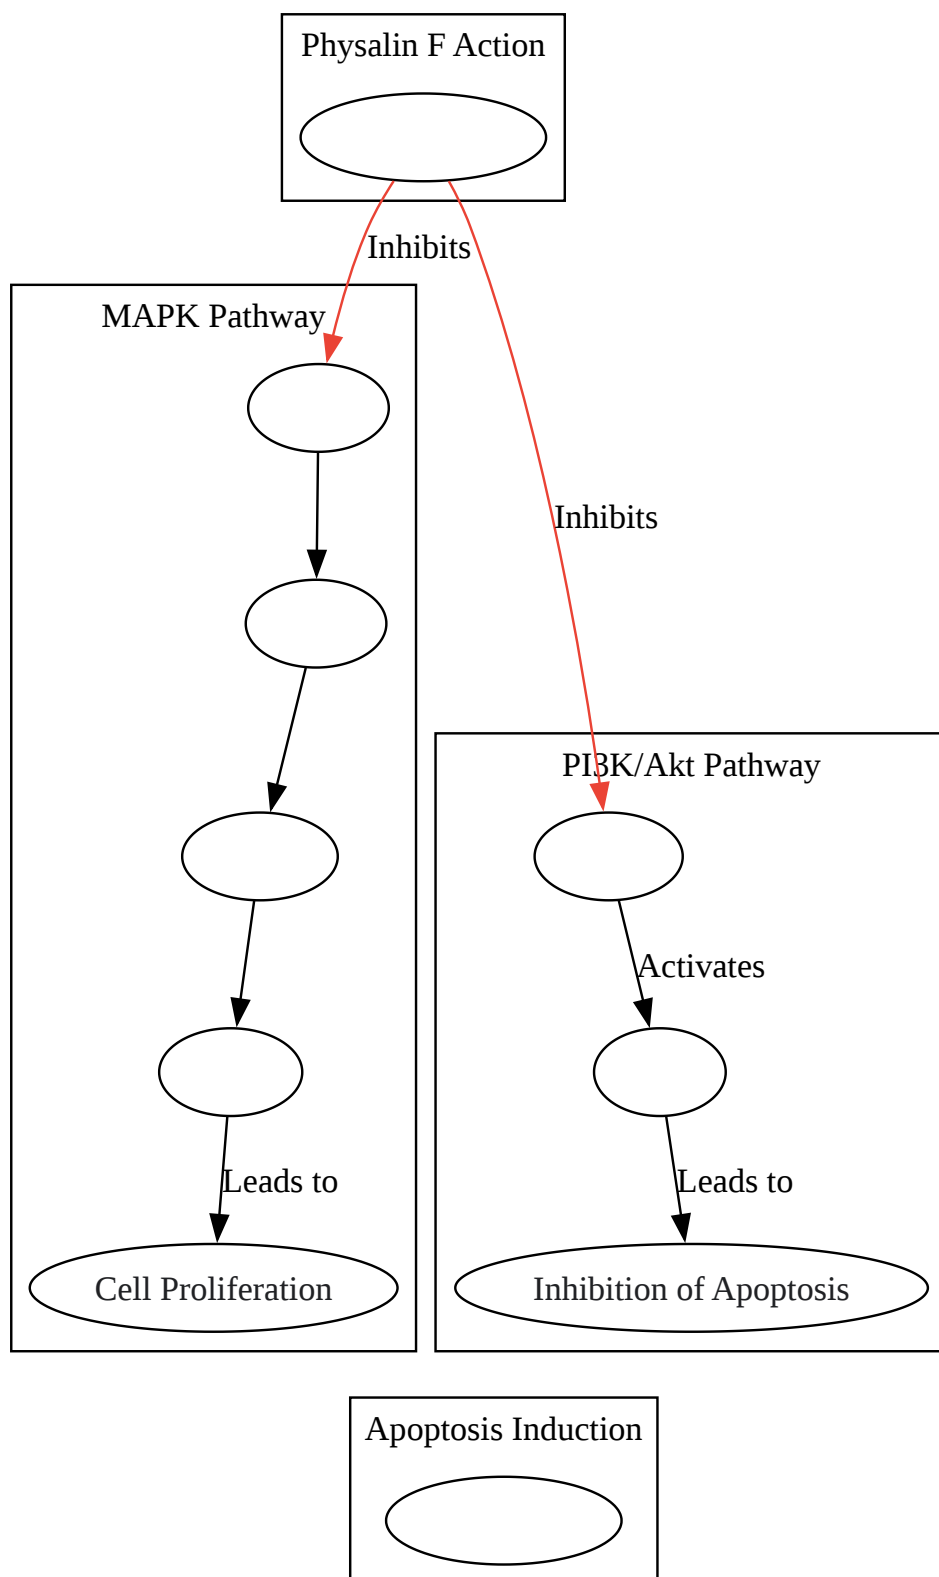 Physalin F Action
Inhibits
MAPK Pathway
Inhibits
PI3K/Akt Pathway
Activates
Leads to
Leads to
Cell Proliferation
Inhibition of Apoptosis
Apoptosis Induction